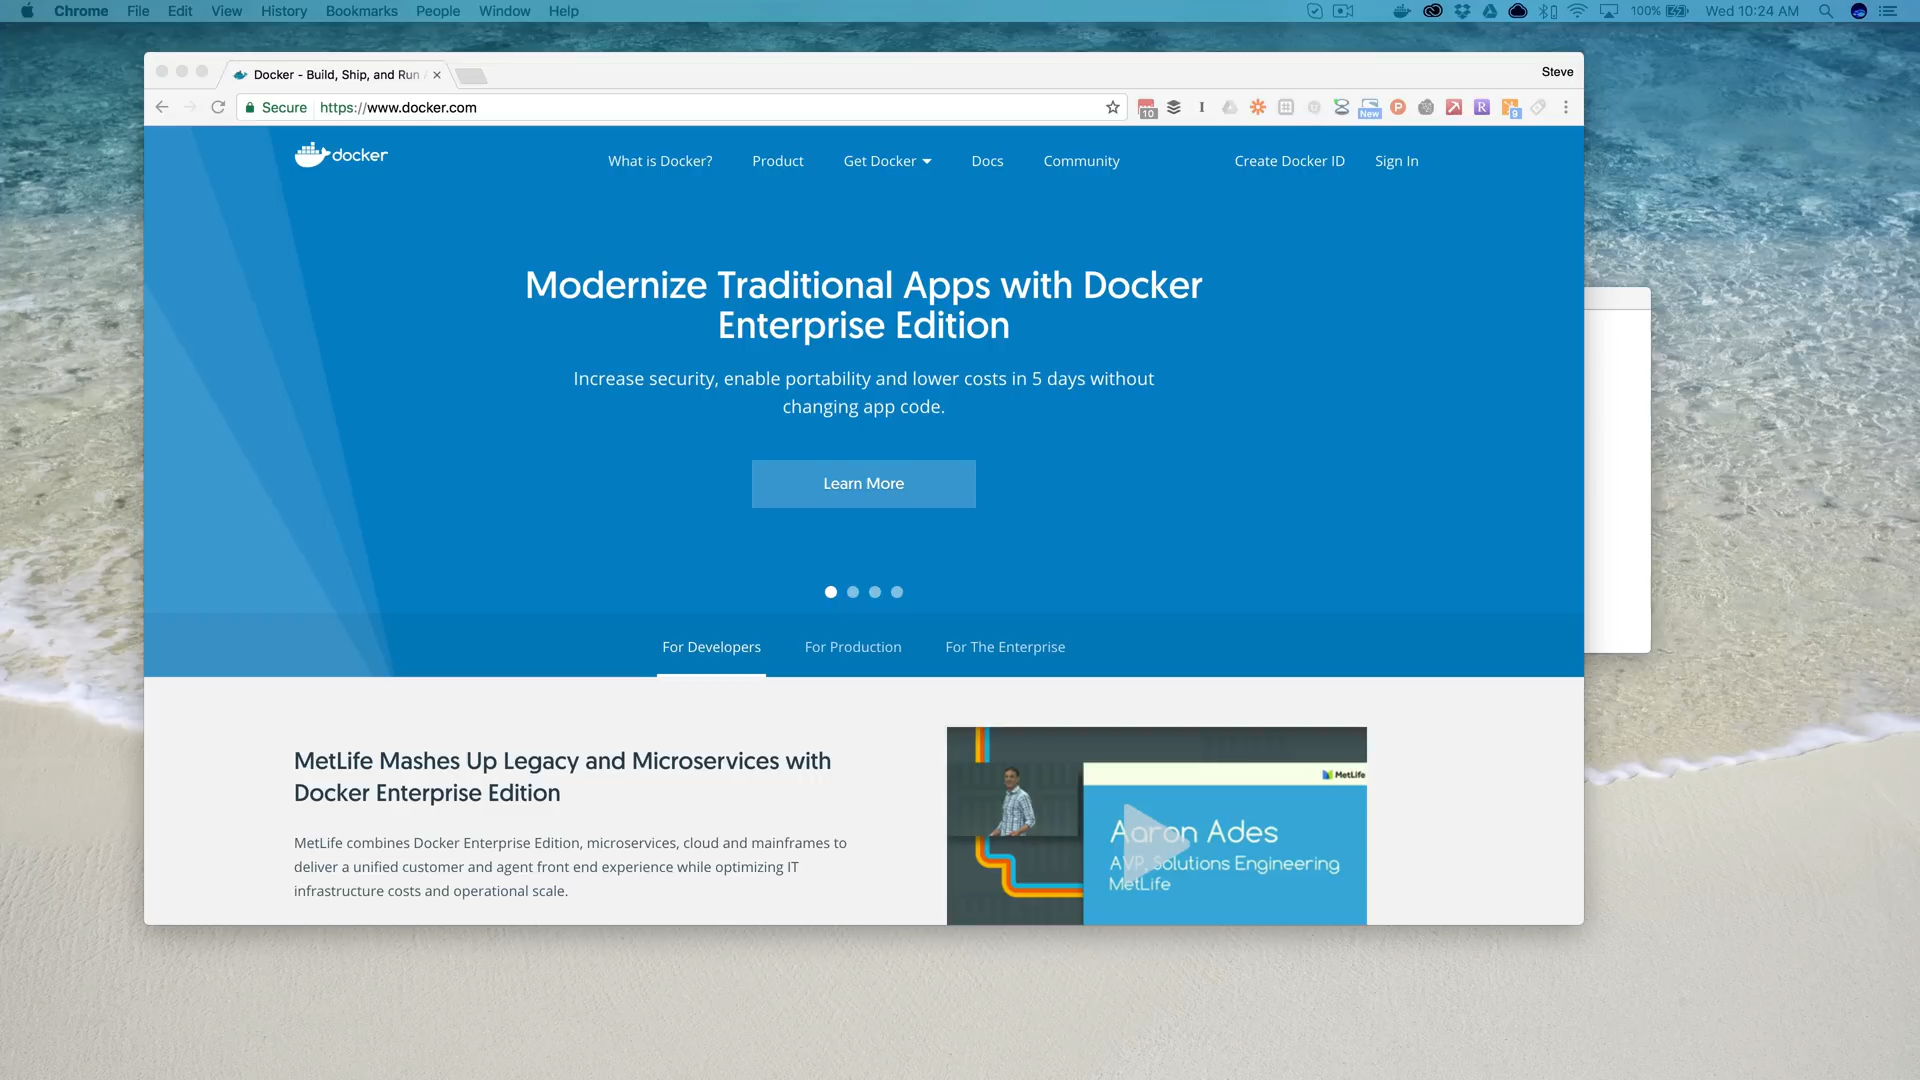 Chrome File Edit View History Bookmarks People Window Help
100% Wed 10:24 AM
Docker - Build, Ship, and Run
Steve
Secure https://www.docker.com
10 I New P R 9
docker
What is Docker? Product Get Docker Docs Community Create Docker ID Sign In
Modernize Traditional Apps with Docker
Enterprise Edition
Increase security, enable portability and lower costs in 5 days without
changing app code.
Learn More
For Developers For Production For The Enterprise
MetLife Mashes Up Legacy and Microservices with
Docker Enterprise Edition
MetLife combines Docker Enterprise Edition, microservices, cloud and mainframes to
deliver a unified customer and agent front end experience while optimizing IT
infrastructure costs and operational scale.
MetLife
Aaron Ades
AVP, Solutions Engineering
MetLife